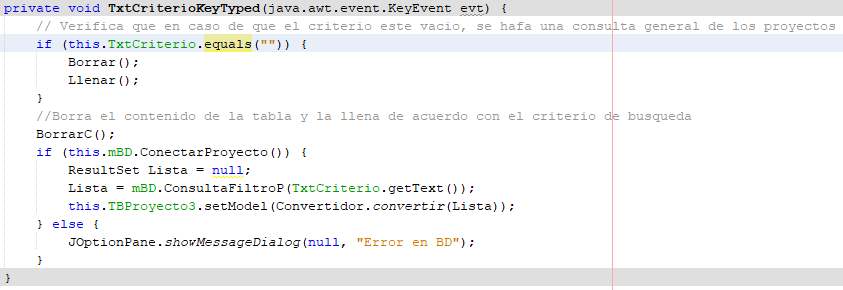 private void TxtCriterioKeyTyped(java.awt.event.KeyEvent evt) {
// Verifica que en caso de que el criterio este vacio, se hafa una consulta general de los proyectos
if (this.TxtCriterio.equals("")) {
Borrar();
Llenar();
}
//Borra el contenido de la tabla y la llena de acuerdo con el criterio de busqueda
BorrarC();
if (this.mBD.ConectarProyecto()) {
ResultSet Lista = null;
Lista = mBD.ConsultaFiltroP(TxtCriterio.getText());
this.TBProyecto3.setModel(Convertidor.convertir(Lista));
} else {
JOptionPane.showMessageDialog(null, "Error en BD");
}
}